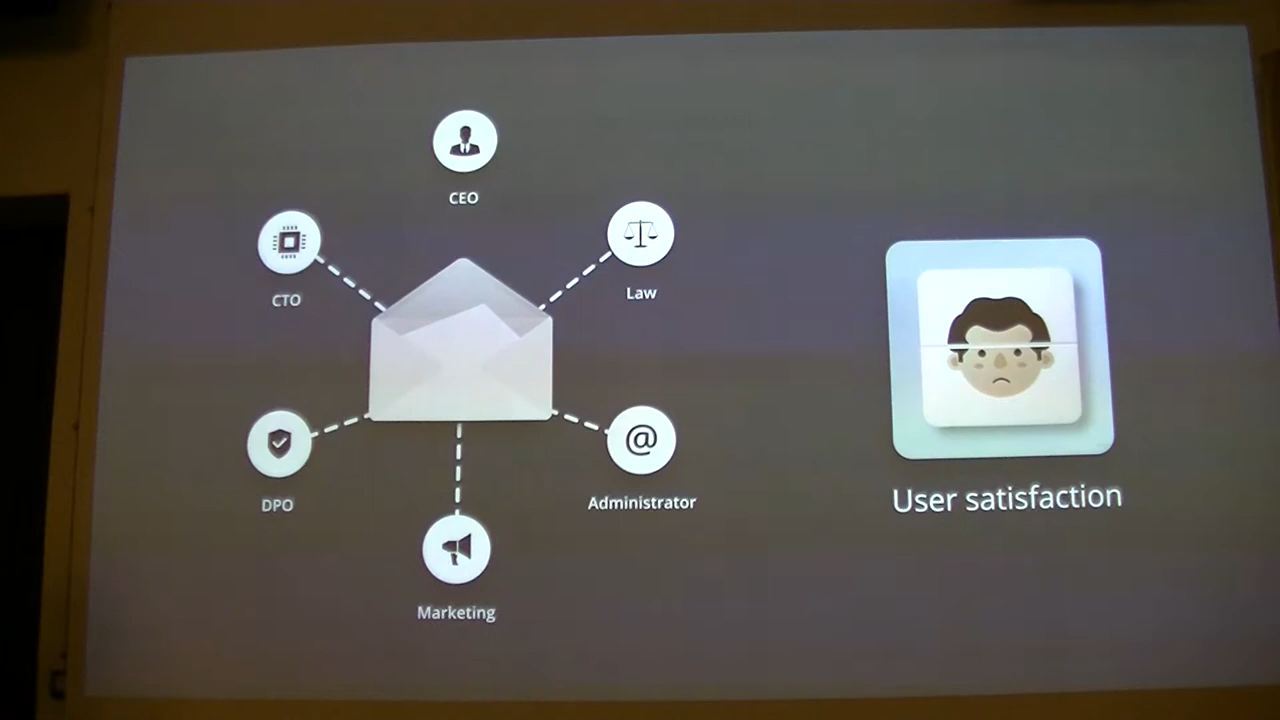 CEO
CTO
Law
DPO
@
Administrator
Marketing
User satisfaction